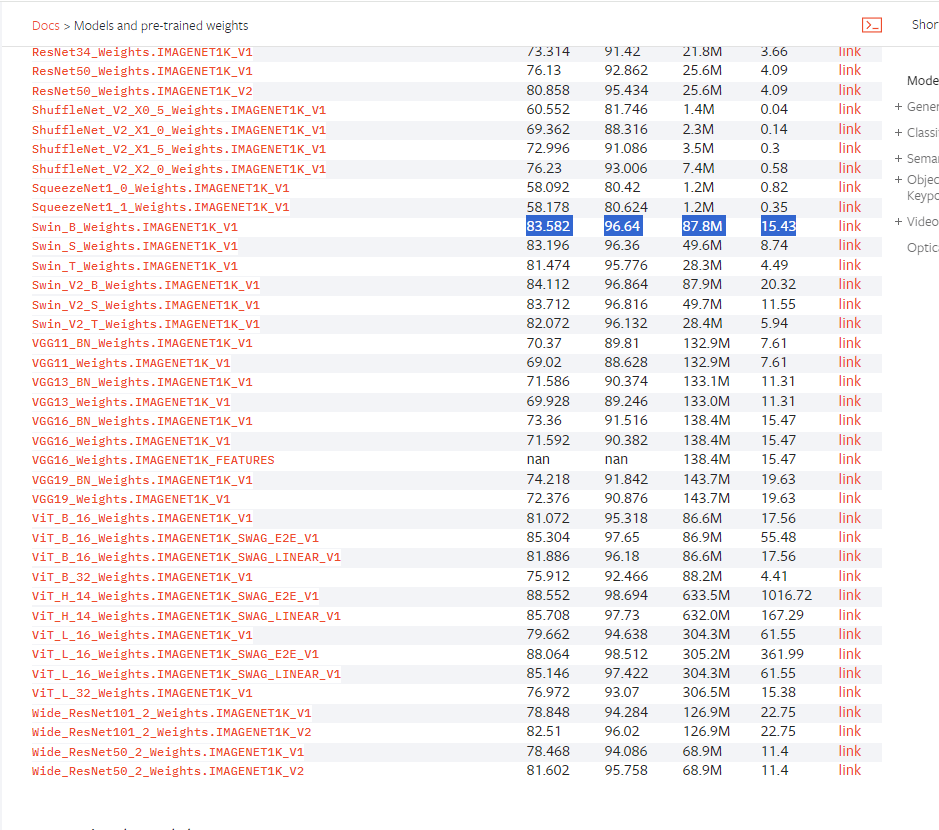 Docs > Models and pre-trained weights
Shor
ResNet34_Weights.IMAGENET1K_V1 73.314 91.42 21.8M 3.66 link
ResNet50_Weights.IMAGENET1K_V1 76.13 92.862 25.6M 4.09 link
ResNet50_Weights.IMAGENET1K_V2 80.858 95.434 25.6M 4.09 link
ShuffleNet_V2_X0_5_Weights.IMAGENET1K_V1 60.552 81.746 1.4M 0.04 link
ShuffleNet_V2_X1_0_Weights.IMAGENET1K_V1 69.362 88.316 2.3M 0.14 link
ShuffleNet_V2_X1_5_Weights.IMAGENET1K_V1 72.996 91.086 3.5M 0.3 link
ShuffleNet_V2_X2_0_Weights.IMAGENET1K_V1 76.23 93.006 7.4M 0.58 link
SqueezeNet1_0_Weights.IMAGENET1K_V1 58.092 80.42 1.2M 0.82 link
SqueezeNet1_1_Weights.IMAGENET1K_V1 58.178 80.624 1.2M 0.35 link
Swin_B_Weights.IMAGENET1K_V1 83.582 96.64 87.8M 15.43 link
Swin_S_Weights.IMAGENET1K_V1 83.196 96.36 49.6M 8.74 link
Swin_T_Weights.IMAGENET1K_V1 81.474 95.776 28.3M 4.49 link
Swin_V2_B_Weights.IMAGENET1K_V1 84.112 96.864 87.9M 20.32 link
Swin_V2_S_Weights.IMAGENET1K_V1 83.712 96.816 49.7M 11.55 link
Swin_V2_T_Weights.IMAGENET1K_V1 82.072 96.132 28.4M 5.94 link
VGG11_BN_Weights.IMAGENET1K_V1 70.37 89.81 132.9M 7.61 link
VGG11_Weights.IMAGENET1K_V1 69.02 88.628 132.9M 7.61 link
VGG13_BN_Weights.IMAGENET1K_V1 71.586 90.374 133.1M 11.31 link
VGG13_Weights.IMAGENET1K_V1 69.928 89.246 133.0M 11.31 link
VGG16_BN_Weights.IMAGENET1K_V1 73.36 91.516 138.4M 15.47 link
VGG16_Weights.IMAGENET1K_V1 71.592 90.382 138.4M 15.47 link
VGG16_Weights.IMAGENET1K_FEATURES nan nan 138.4M 15.47 link
VGG19_BN_Weights.IMAGENET1K_V1 74.218 91.842 143.7M 19.63 link
VGG19_Weights.IMAGENET1K_V1 72.376 90.876 143.7M 19.63 link
ViT_B_16_Weights.IMAGENET1K_V1 81.072 95.318 86.6M 17.56 link
ViT_B_16_Weights.IMAGENET1K_SWAG_E2E_V1 85.304 97.65 86.9M 55.48 link
ViT_B_16_Weights.IMAGENET1K_SWAG_LINEAR_V1 81.886 96.18 86.6M 17.56 link
ViT_B_32_Weights.IMAGENET1K_V1 75.912 92.466 88.2M 4.41 link
ViT_H_14_Weights.IMAGENET1K_SWAG_E2E_V1 88.552 98.694 633.5M 1016.72 link
ViT_H_14_Weights.IMAGENET1K_SWAG_LINEAR_V1 85.708 97.73 632.0M 167.29 link
ViT_L_16_Weights.IMAGENET1K_V1 79.662 94.638 304.3M 61.55 link
ViT_L_16_Weights.IMAGENET1K_SWAG_E2E_V1 88.064 98.512 305.2M 361.99 link
ViT_L_16_Weights.IMAGENET1K_SWAG_LINEAR_V1 85.146 97.422 304.3M 61.55 link
ViT_L_32_Weights.IMAGENET1K_V1 76.972 93.07 306.5M 15.38 link
Wide_ResNet101_2_Weights.IMAGENET1K_V1 78.848 94.284 126.9M 22.75 link
Wide_ResNet101_2_Weights.IMAGENET1K_V2 82.51 96.02 126.9M 22.75 link
Wide_ResNet50_2_Weights.IMAGENET1K_V1 78.468 94.086 68.9M 11.4 link
Wide_ResNet50_2_Weights.IMAGENET1K_V2 81.602 95.758 68.9M 11.4 link
Mode
+ Gener
+ Classi
+ Semar
+ Objec
Keypo
+ Video
Optic